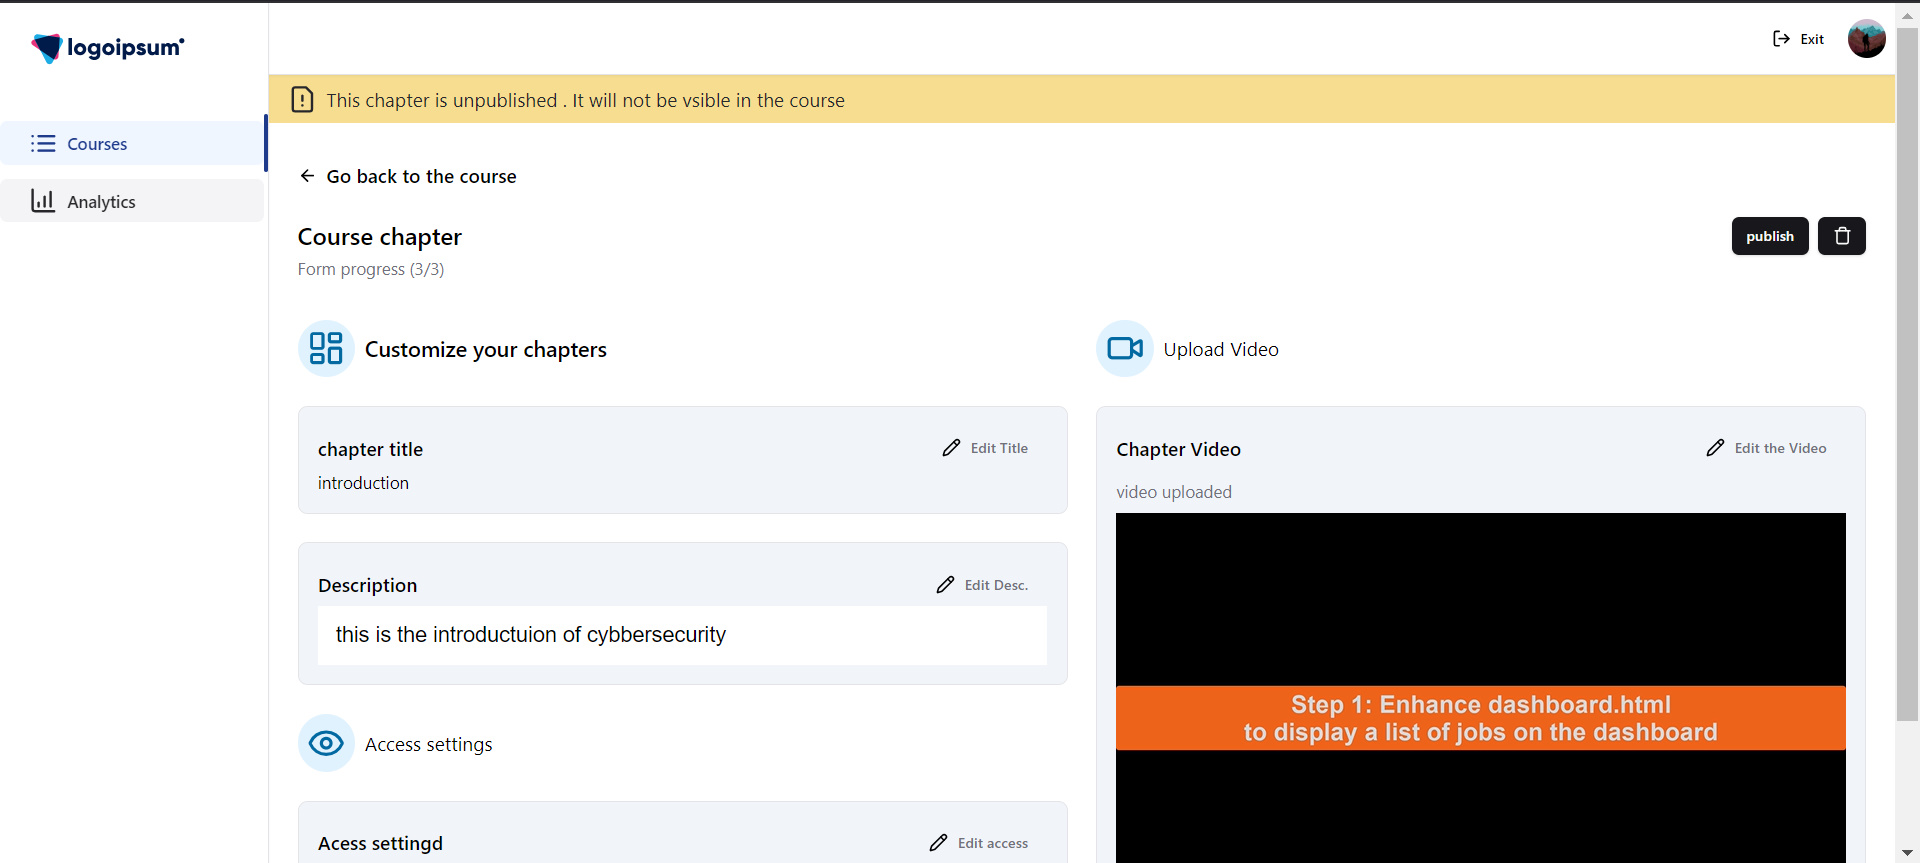 logoipsum
Exit
This chapter is unpublished . It will not be vsible in the course
Courses
Analytics
Go back to the course
Course chapter
Form progress (3/3)
publish
Customize your chapters
chapter title
Edit Title
introduction
Description
Edit Desc.
this is the introductuion of cybbersecurity
Access settings
Acess settingd
Edit access
Upload Video
Chapter Video
Edit the Video
video uploaded
Step 1: Enhance dashboard.html
to display a list of jobs on the dashboard